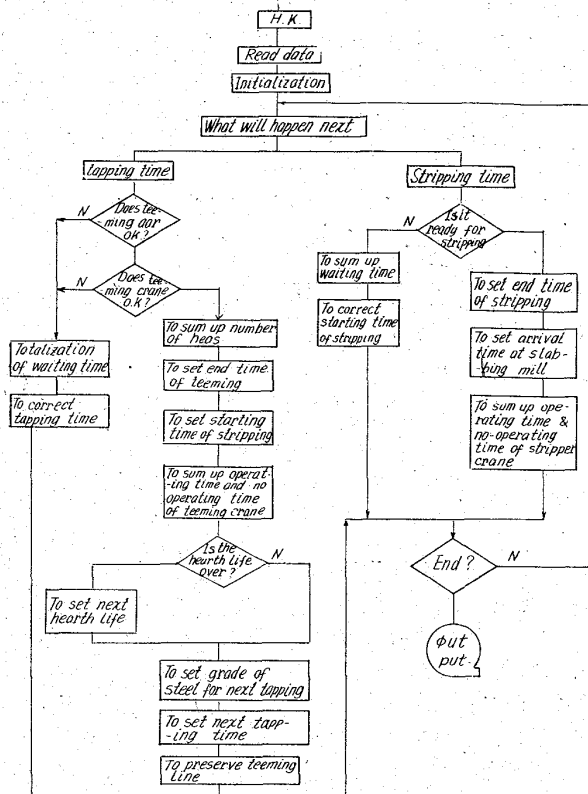 H.K.
Read data
Initialization
What will happen next
tapping time
Does tee-
ming aar
OK?
N
Does teeming
crane
O.K?
N
Totalization
of waiting time
To correct
tapping time
To sum up number
of heas
To set end time
of teeming
To set starting
time of stripping
To sum up operat-
-ing time and no
operating time
of teeming crane
Is the
hearth life
over?
N
To set next
hearth life
To set grade of
steel for next tapping
To set next tapp-
-ing time
To preserve teeming
line
Stripping time
Is it
ready for
stripping
N
To sum up
waiting time
To correct
starting time
of stripping
To set end time
of stripping
To set arrival
time at slab-
-bing mill
To sum up ope-
rating time &
no-operating
time of stripper
crane
End?
N
Φut
put